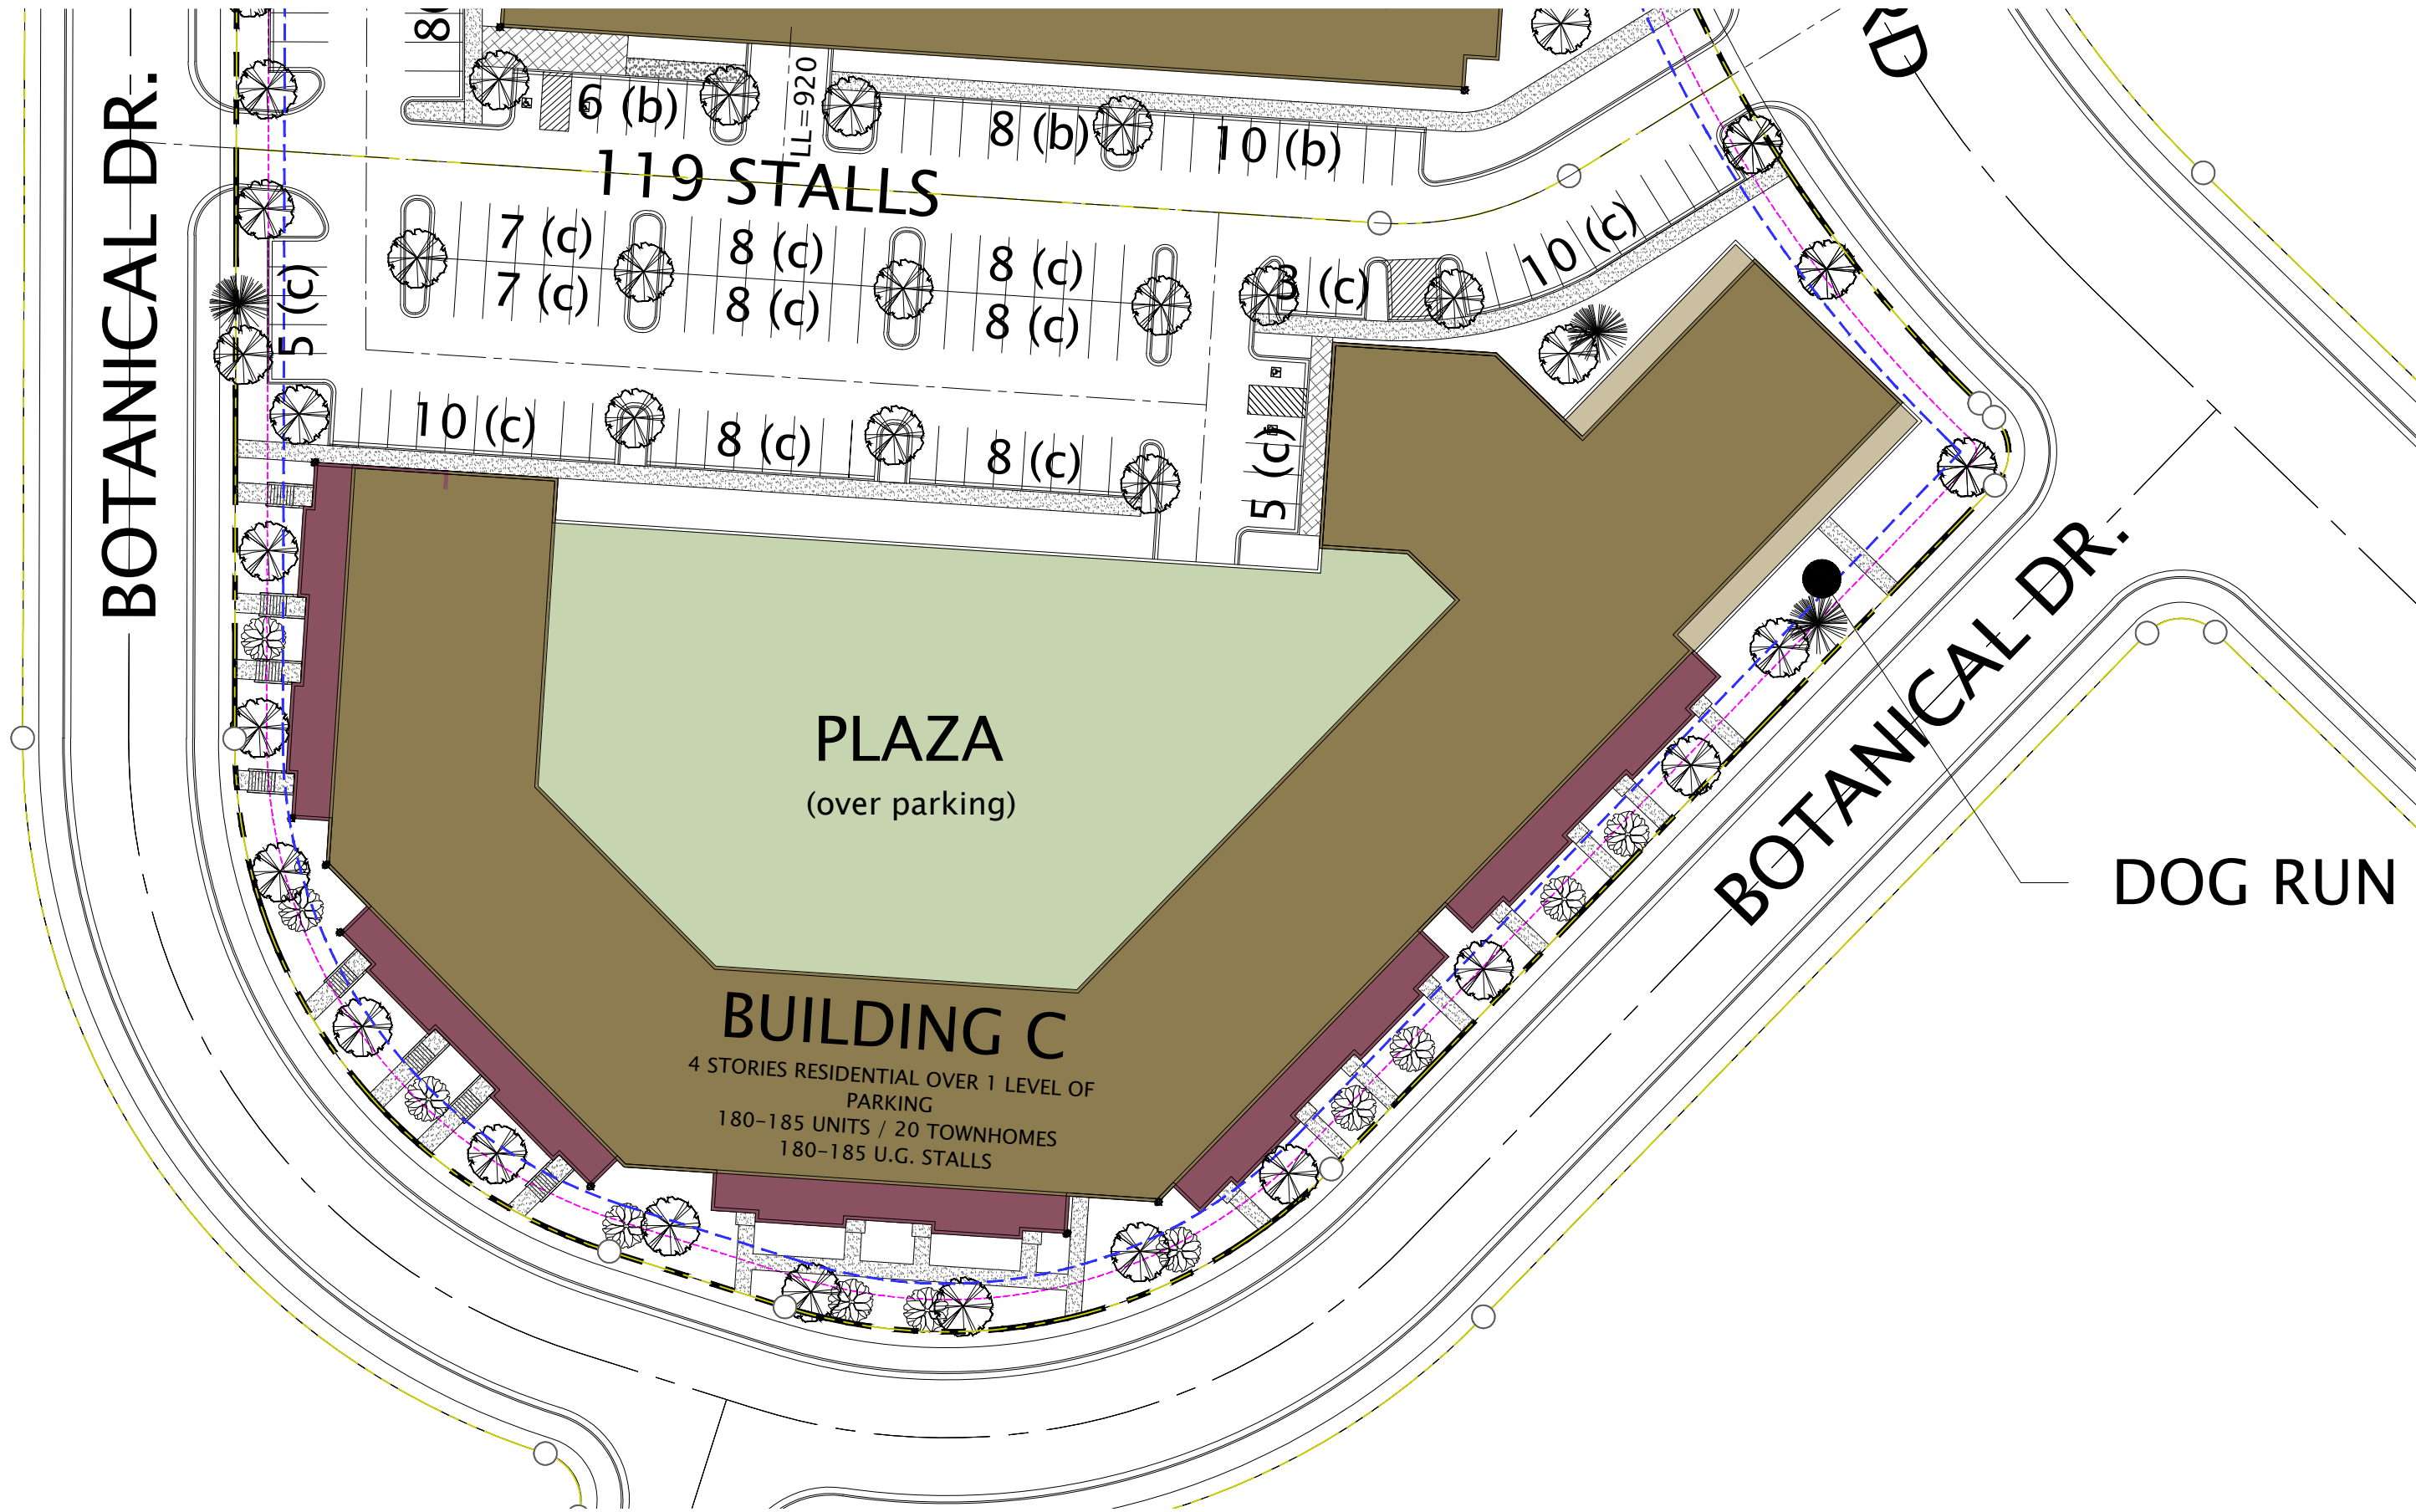 6 (b)
LL=920
8 (b)
10 (b)
BOTANICAL DR.
119 STALLS
7 (c)
8 (c)
8 (c)
10 (c)
7 (c)
8 (c)
8 (c)
3 (c)
5 (c)
10 (c)
8 (c)
8 (c)
5 (c)
PLAZA
(over parking)
BOTANICAL DR.
DOG RUN
BUILDING C
4 STORIES RESIDENTIAL OVER 1 LEVEL OF
PARKING
180-185 UNITS / 20 TOWNHOMES
180-185 U.G. STALLS